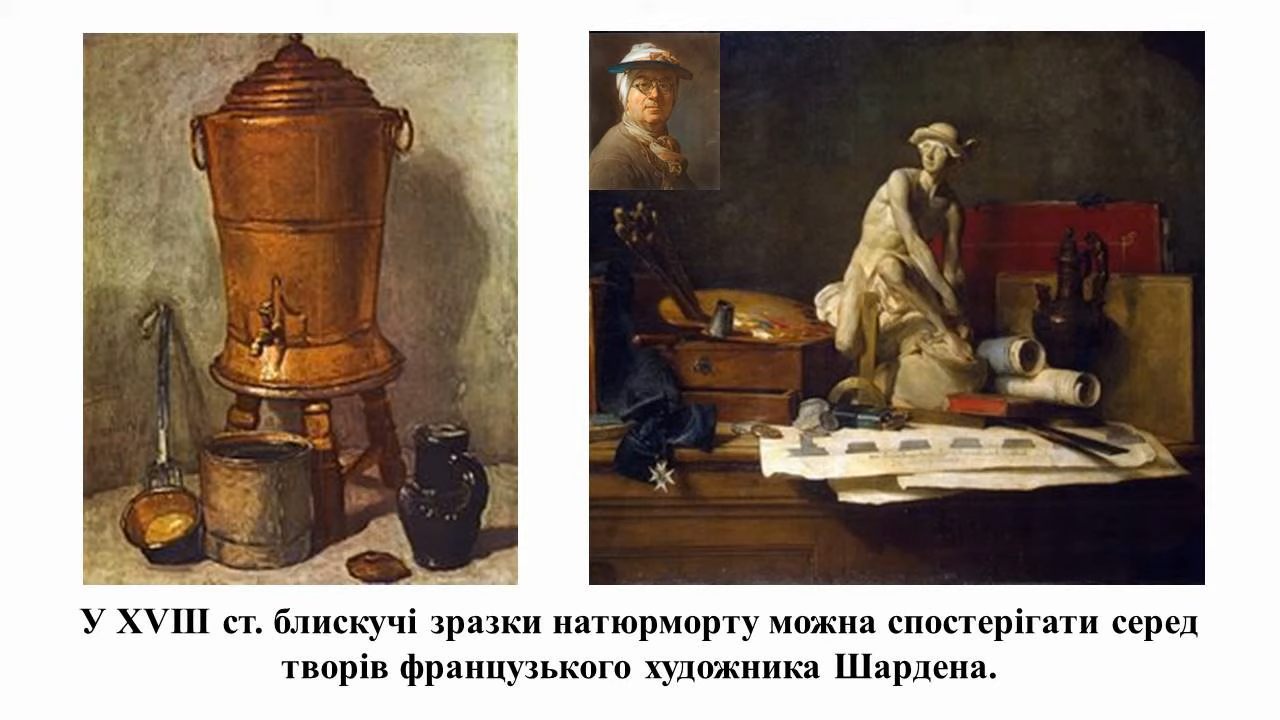 У XVIII ст. блискучі зразки натюрморту можна спостерігати серед
творів французького художника Шардена.